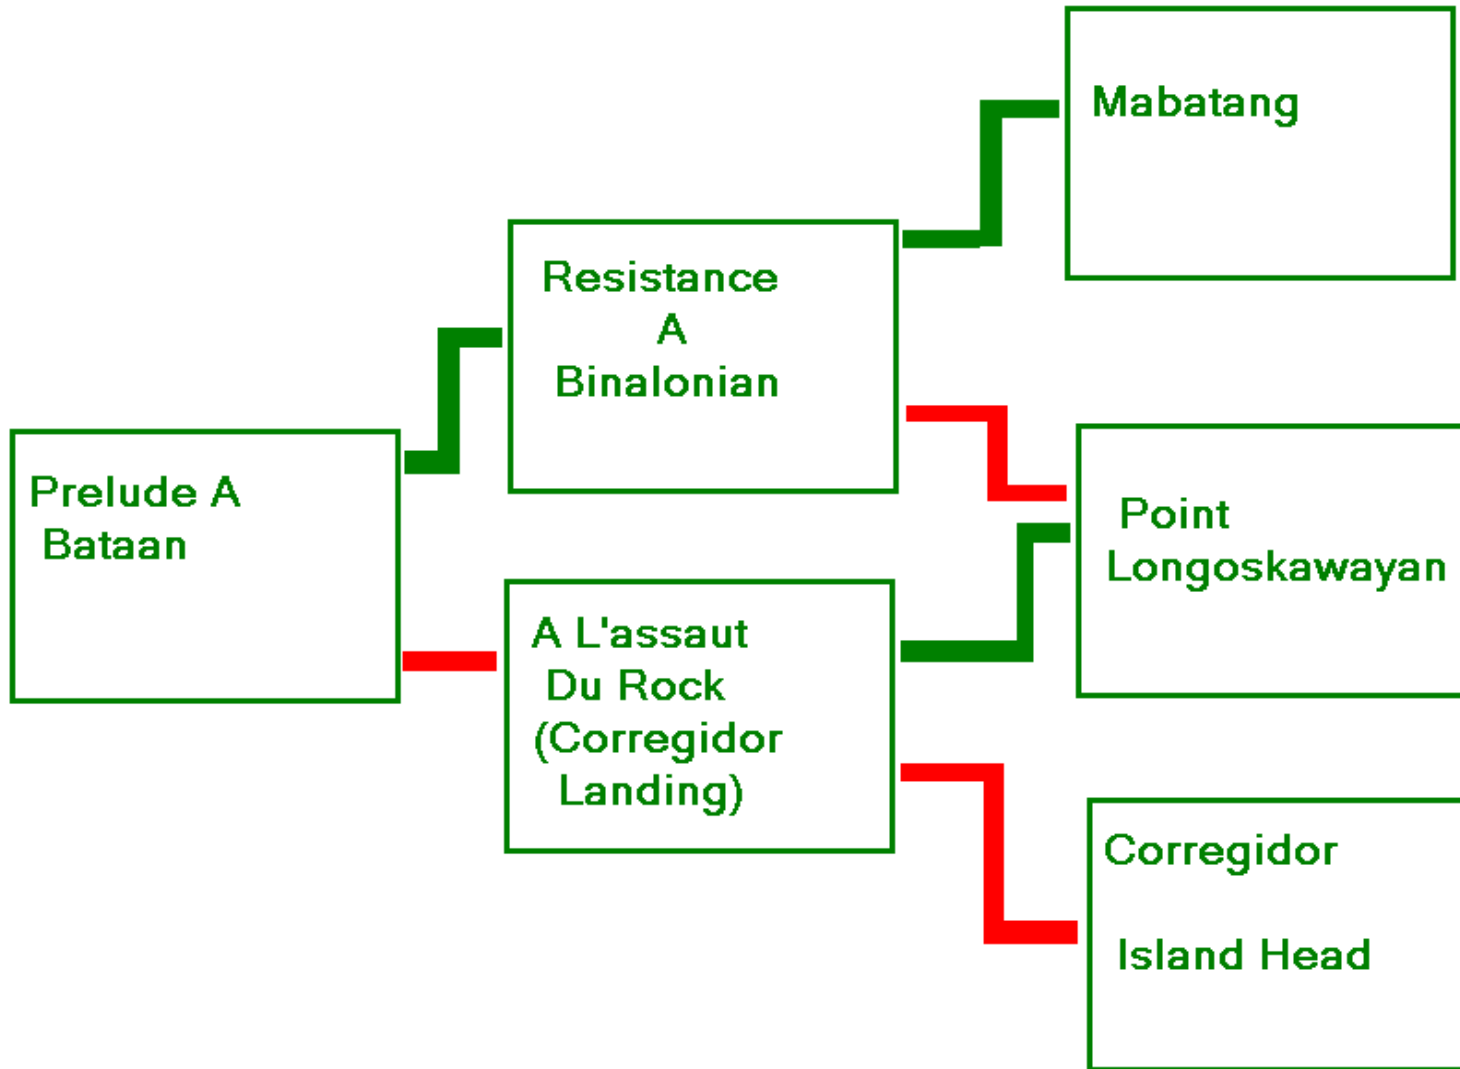 Prelude A
Bataan
Resistance
A
Binalonian
A L'assaut
Du Rock
(Corregidor
Landing)
Mabatang
Point
Longoskawayan
Corregidor
Island Head